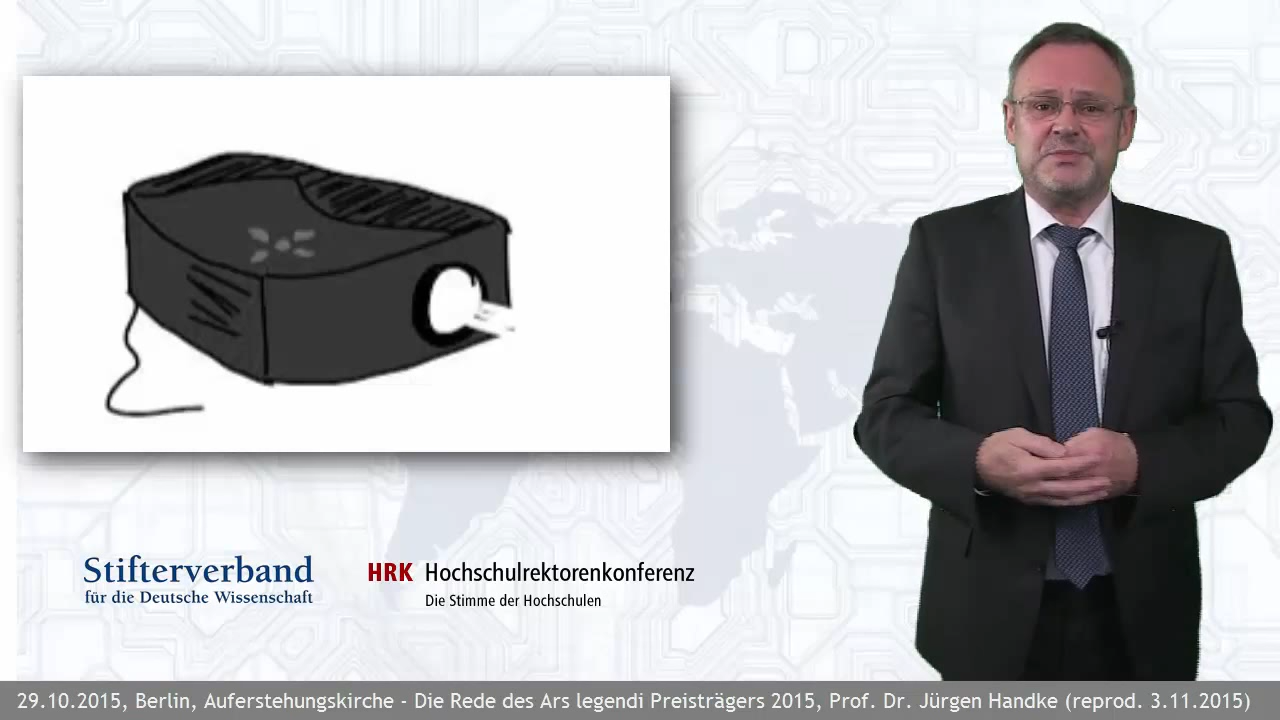 Stifterverband
für die Deutsche Wissenschaft
HRK Hochschulrektorenkonferenz
Die Stimme der Hochschulen
29.10.2015, Berlin, Auferstehungskirche - Die Rede des Ars legendi Preisträgers 2015, Prof. Dr. Jürgen Handke (reprod. 3.11.2015)